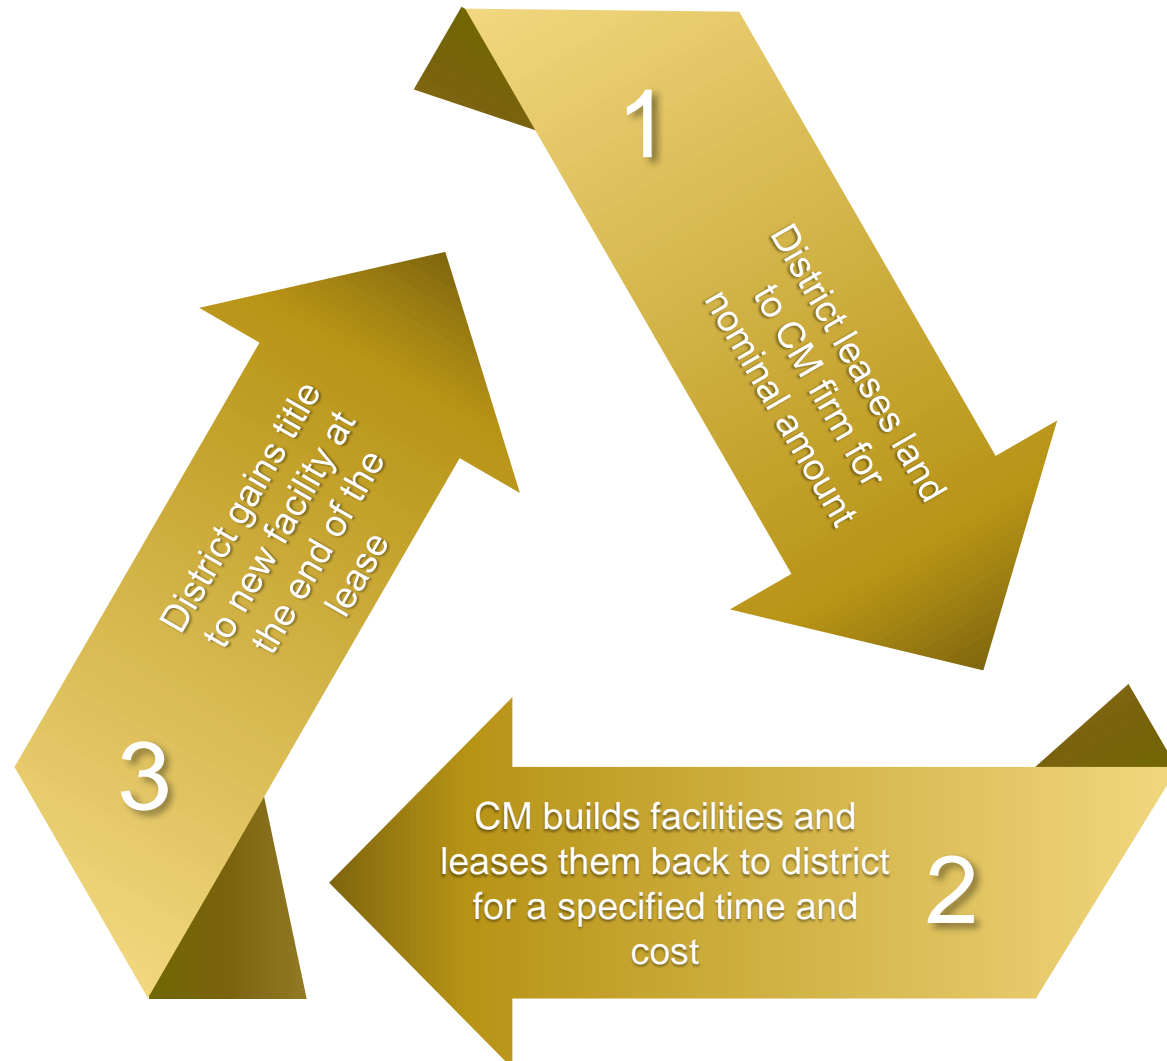 1
District leases land
to CM firm for
nominal amount
2
CM builds facilities and
leases them back to district
for a specified time and
cost
3
District gains title
to new facility at
the end of the
lease